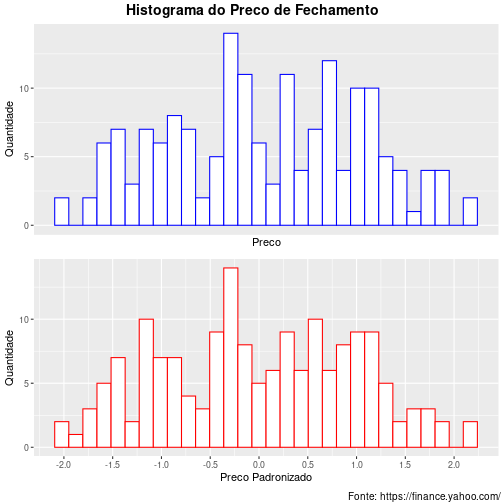 Histograma do Preco de Fechamento
Quantidade
10
5
0
Preco
Quantidade
10
5
0
-2.0 -1.5 -1.0 -0.5 0.0 0.5 1.0 1.5 2.0
Preco Padronizado
Fonte: https://finance.yahoo.com/